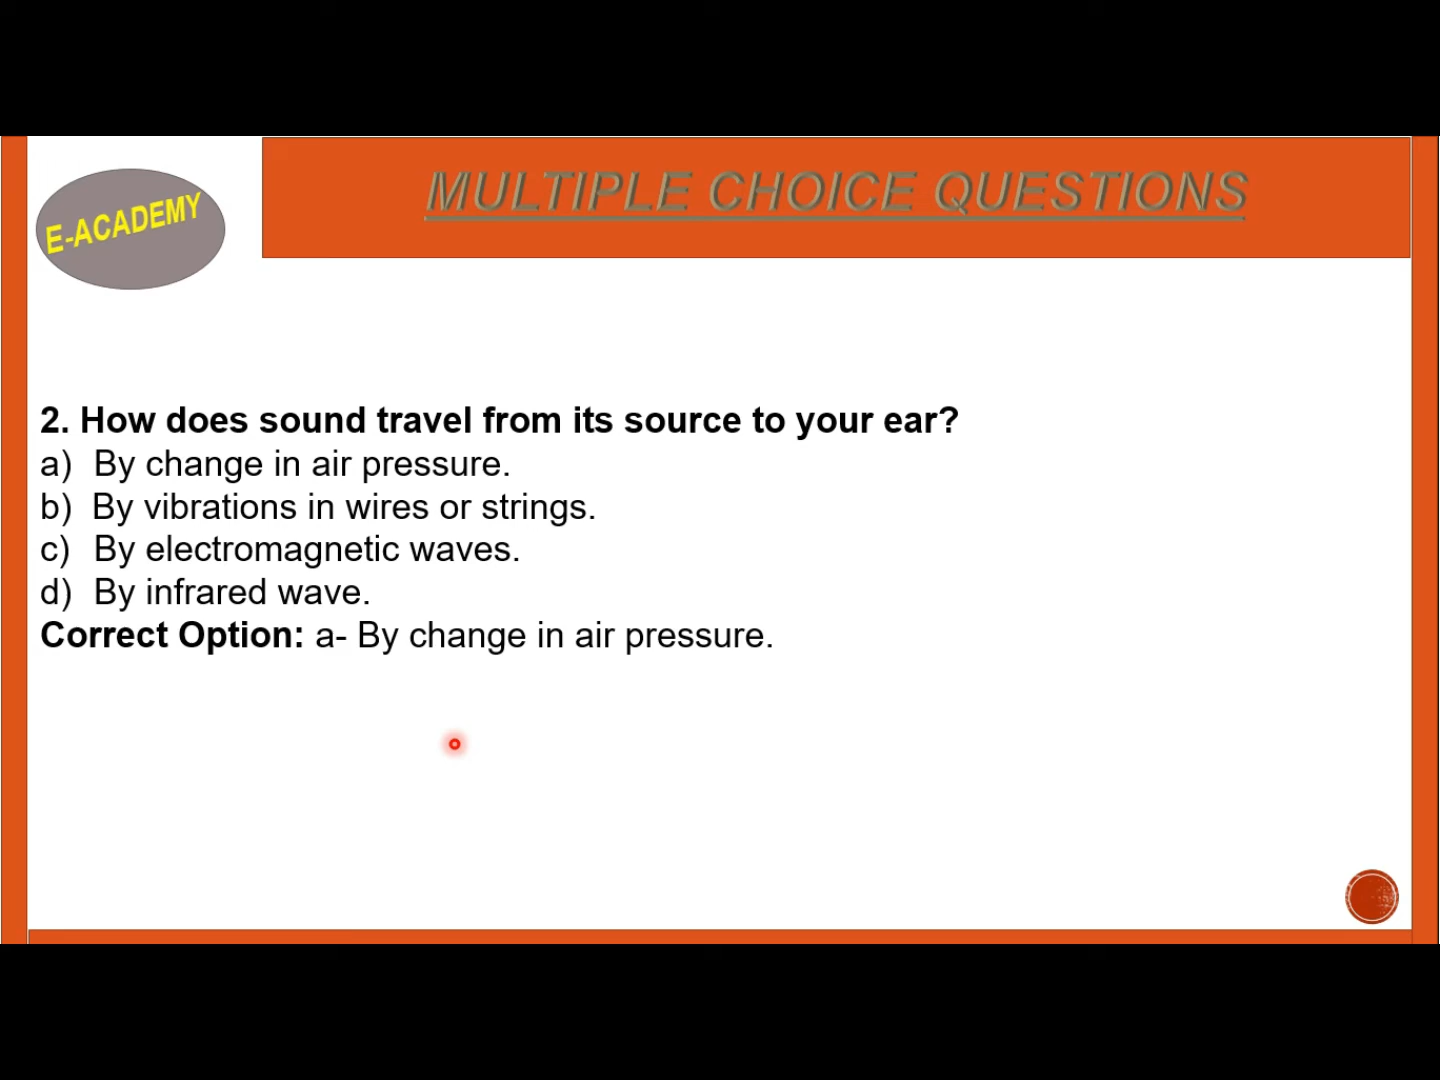 E-ACADEMY
MULTIPLE CHOICE QUESTIONS
2. How does sound travel from its source to your ear?
a) By change in air pressure.
b) By vibrations in wires or strings.
c) By electromagnetic waves.
d) By infrared wave.
Correct Option: a- By change in air pressure.